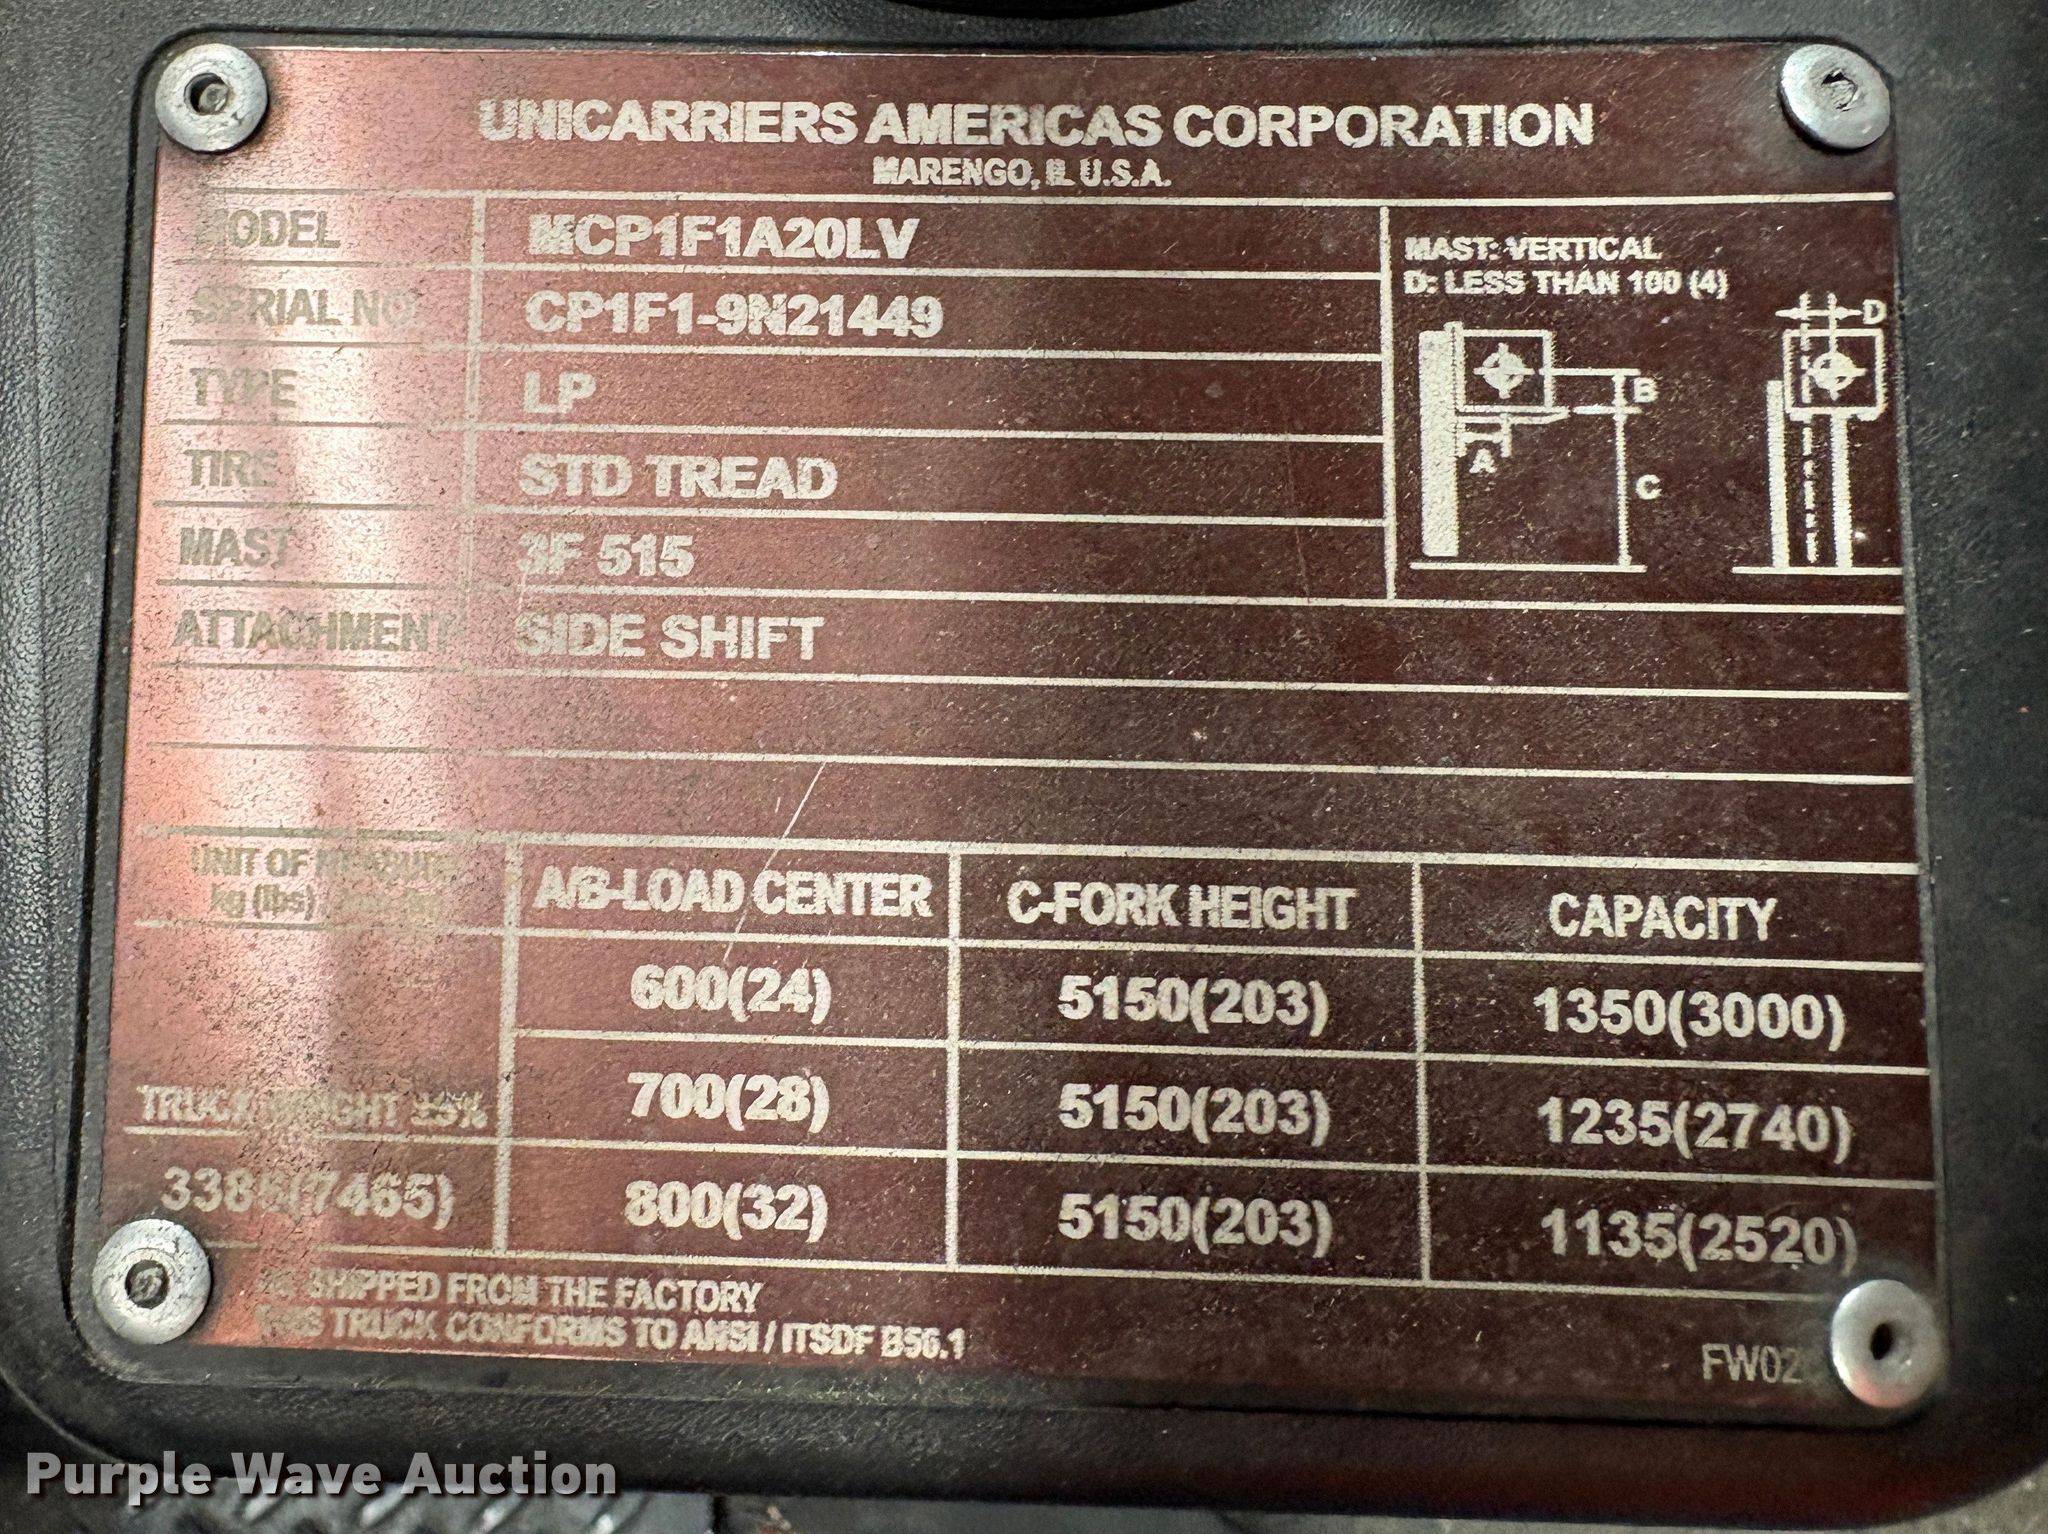 UNICARRIERS AMERICAS CORPORATION
MARENGO, IL U.S.A.
MODEL MCP1F1A20LV
SERIAL NO. CP1F1-9N21449
TYPE LP
TIRE STD TREAD
MAST 3F 515
ATTACHMENT SIDE SHIFT
MAST: VERTICAL
D: LESS THAN 100 (4)
D
B
A
C
UNIT OF MEASURE
kg (lbs)
A/B-LOAD CENTER C-FORK HEIGHT CAPACITY
600(24) 5150(203) 1350(3000)
700(28) 5150(203) 1235(2740)
TRUCK WEIGHT ±5%
800(32) 5150(203) 1135(2520)
(7465)
AS SHIPPED FROM THE FACTORY
THIS TRUCK CONFORMS TO ANSI / ITSDF B56.1
Purple Wave Auction